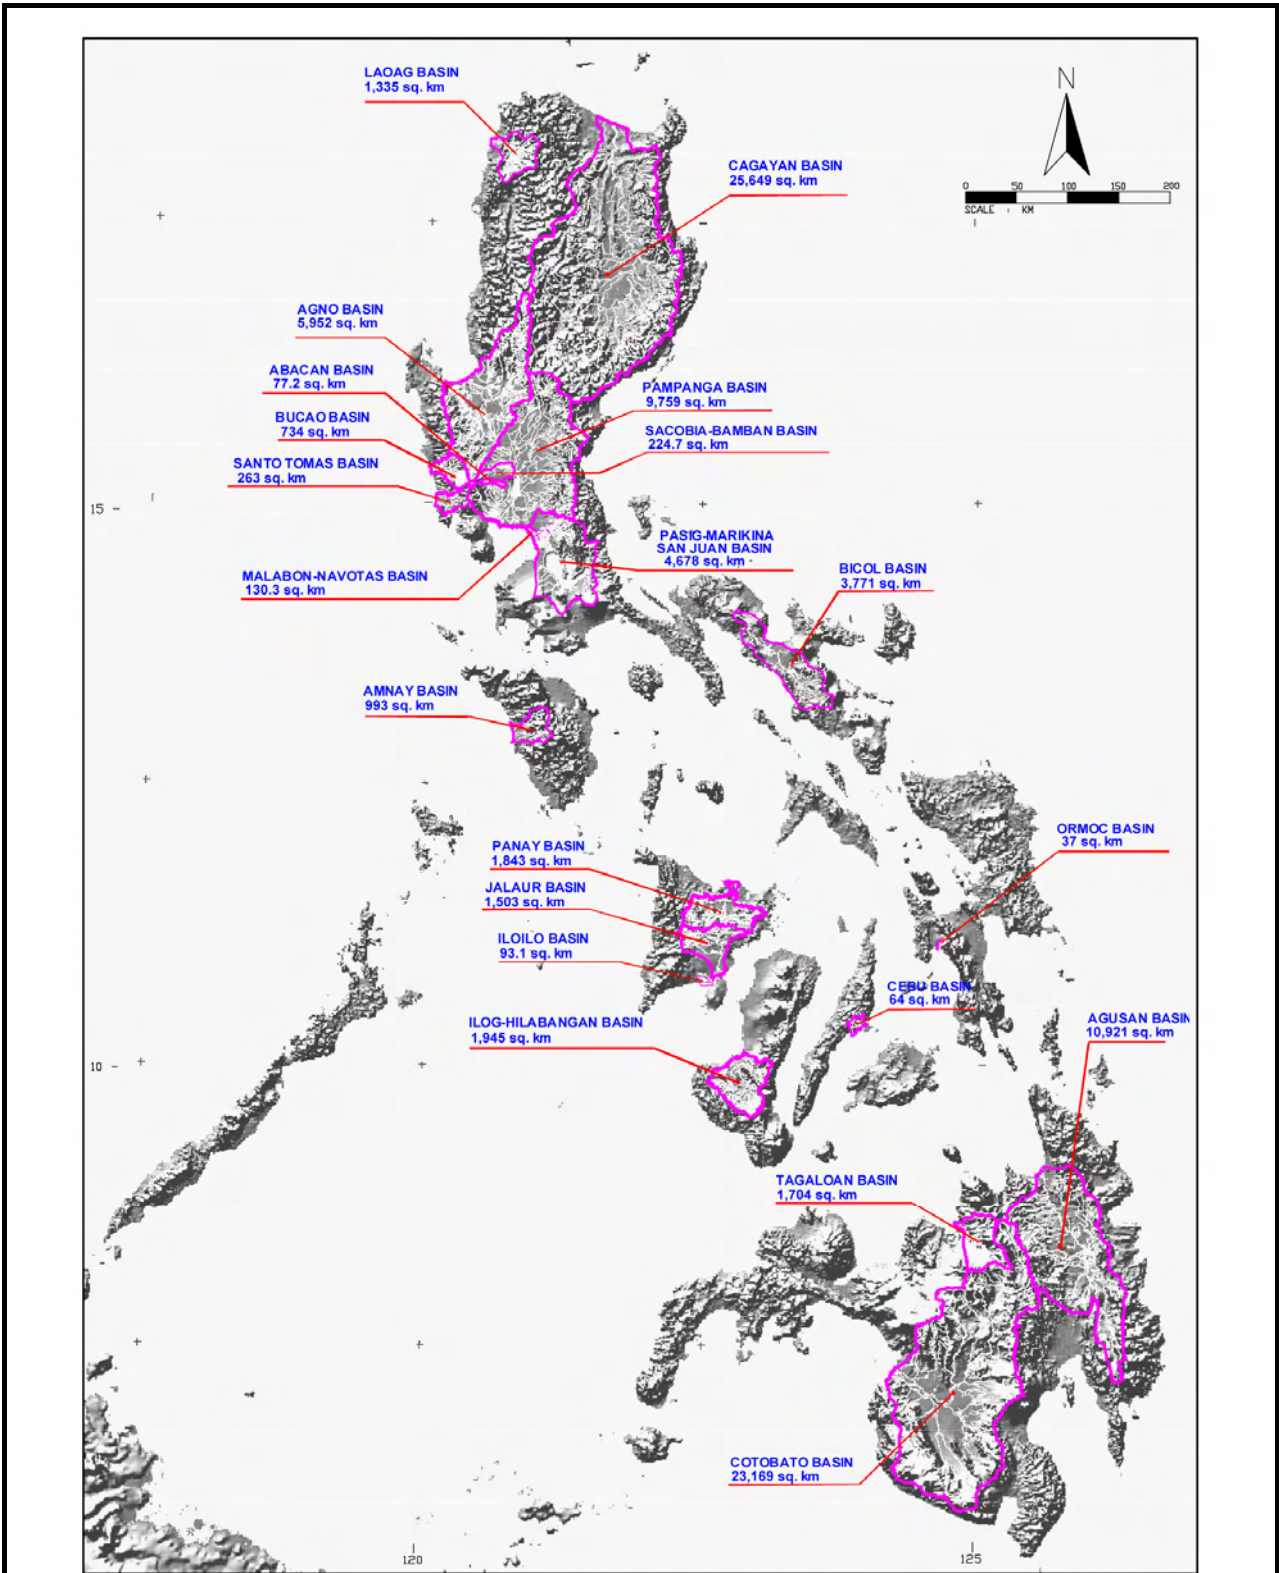 LAOAG BASIN
1,335 sq. km
N
CAGAYAN BASIN
25,649 sq. km
0 50 100 150 200
SCALE KM
AGNO BASIN
5,952 sq. km
ABACAN BASIN
77.2 sq. km
PAMPANGA BASIN
9,759 sq. km
BUCAO BASIN
734 sq. km
SACOBIA-BAMBAN BASIN
224.7 sq. km
SANTO TOMAS BASIN
263 sq. km
15
PASIG-MARIKINA
SAN JUAN BASIN
4,678 sq. km
MALABON-NAVOTAS BASIN
130.3 sq. km
BICOL BASIN
3,771 sq. km
AMNAY BASIN
993 sq. km
ORMOC BASIN
37 sq. km
PANAY BASIN
1,843 sq. km
JALAUR BASIN
1,503 sq. km
ILOILO BASIN
93.1 sq. km
CEBU BASIN
64 sq. km
ILOG-HILABANGAN BASIN
1,945 sq. km
AGUSAN BASIN
10,921 sq. km
10
TAGALOAN BASIN
1,704 sq. km
COTOBATO BASIN
23,169 sq. km
120
125